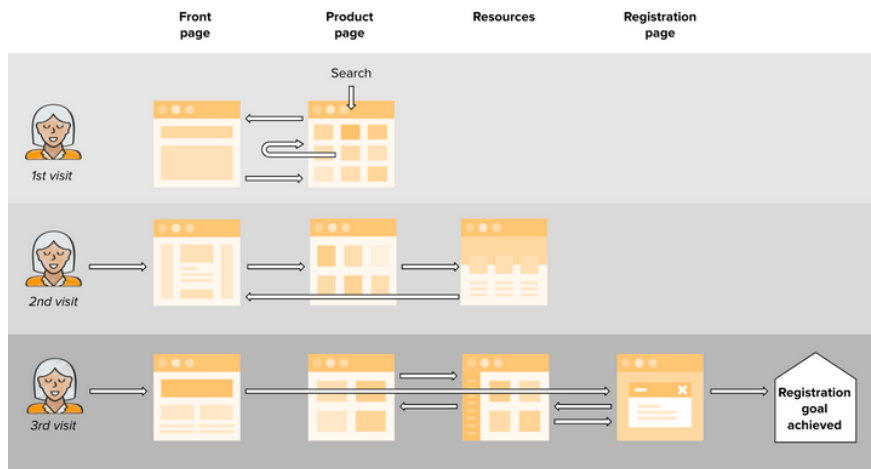 Front
page
Product
page
Resources
Registration
page
Search
1st visit
2nd visit
3rd visit
Registration
goal
achieved